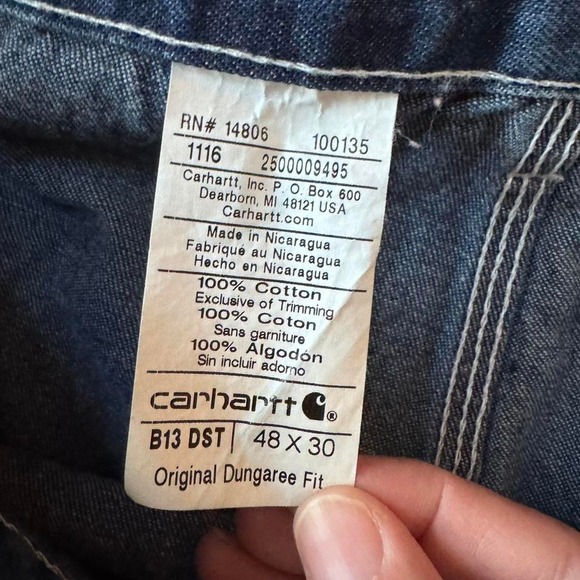 RN# 14806 100135
1116 2500009495
Carhartt, Inc. P. O. Box 600
Dearborn, MI 48121 USA
Carhartt.com
Made in Nicaragua
Fabriqué au Nicaragua
Hecho en Nicaragua
100% Cotton
Exclusive of Trimming
100% Coton
Sans garniture
100% Algodón
Sin incluir adorno
carhartt ®
B13 DST 48 X 30
Original Dungaree Fit